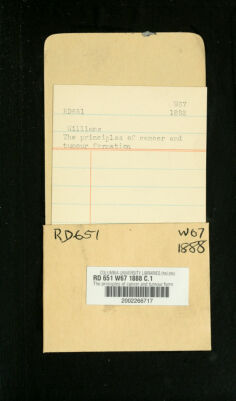 W67
RD651 1888
Williams
The principles of cancer and
tumour formation
RD651 W67
1888
COLUMBIA UNIVERSITY LIBRARIES
RD 651 W67 1888 C.1
The principles of cancer and tumour form
2002266717